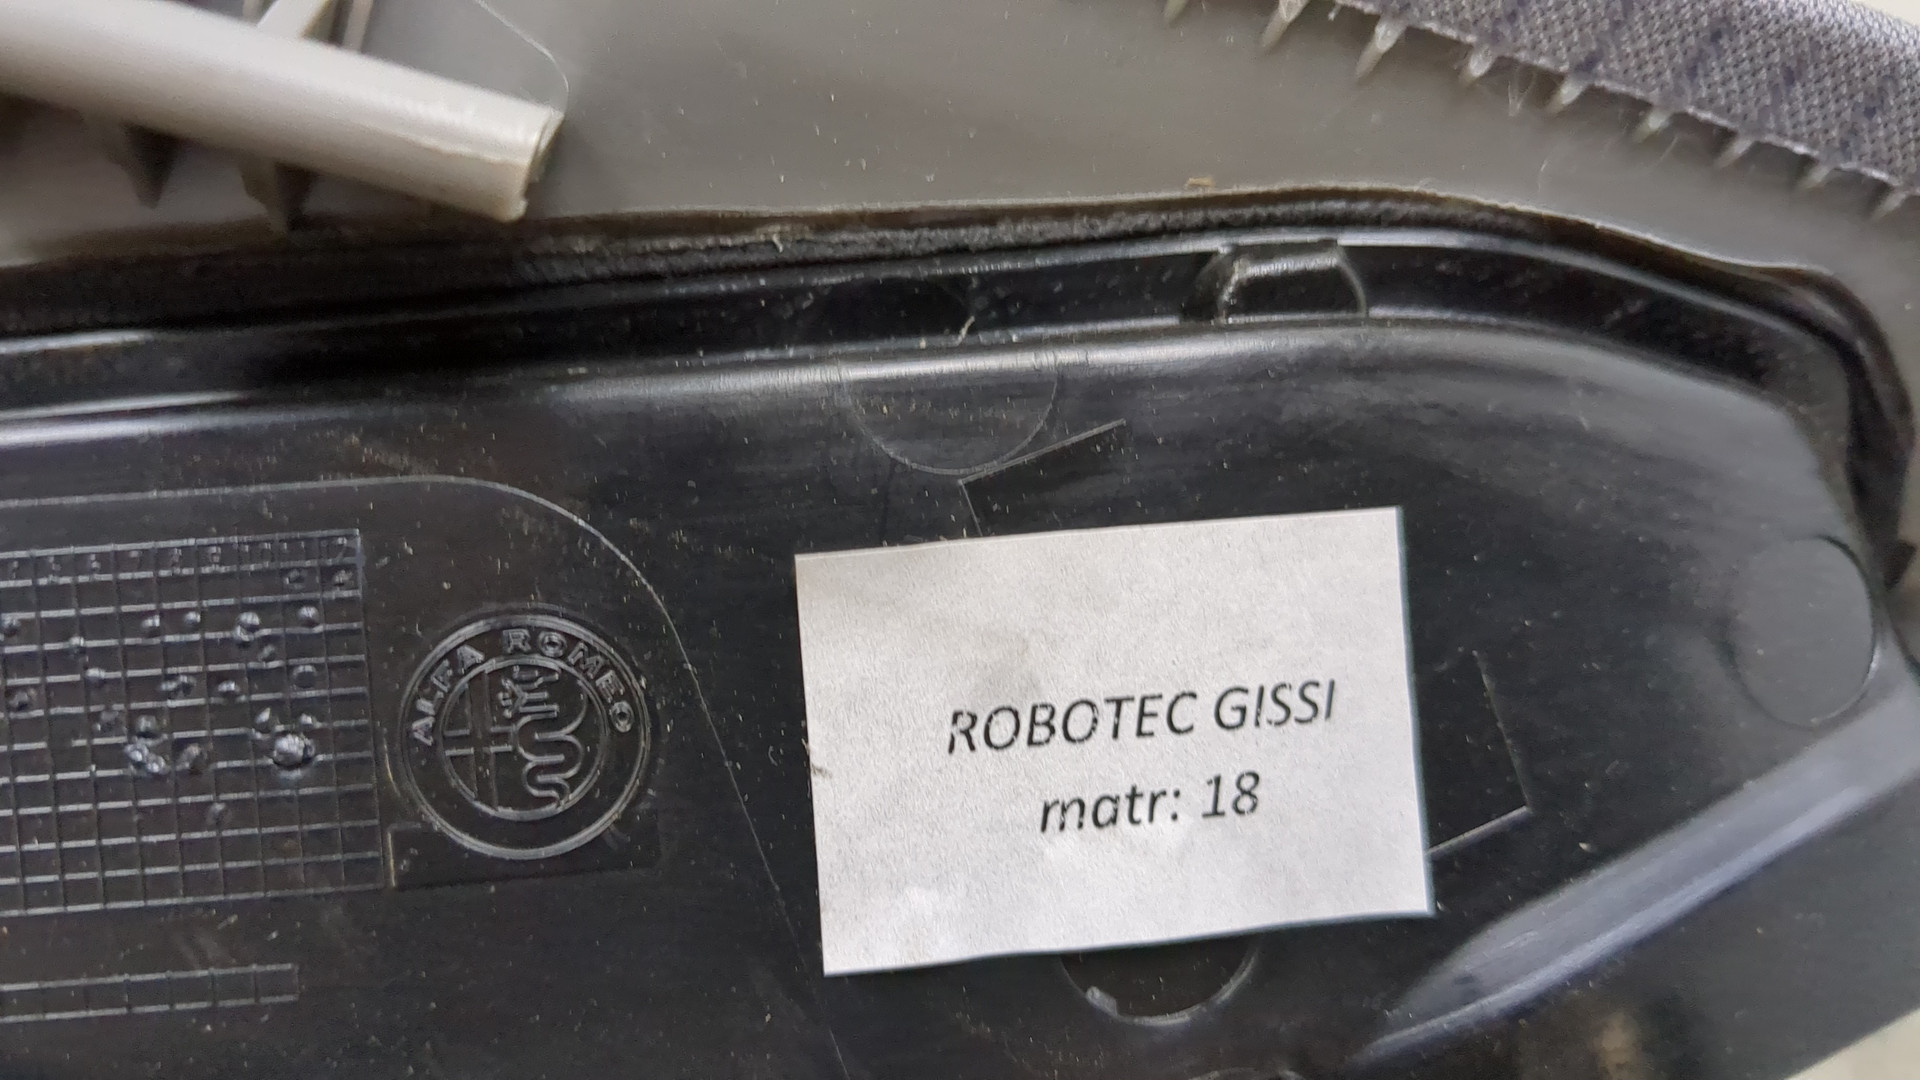 ALFA ROMEO
ROBOTEC GISSI
matr: 18